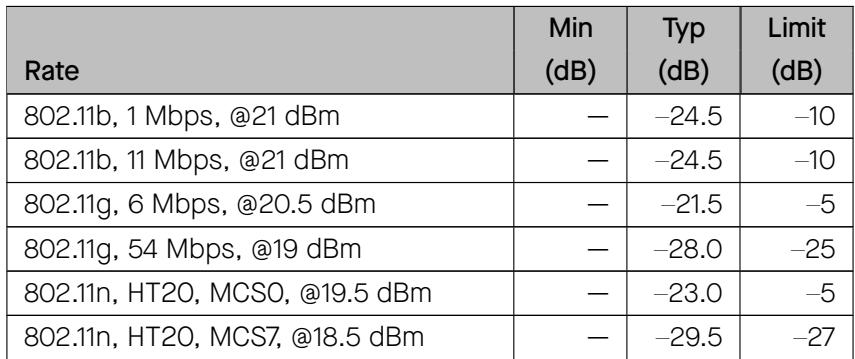 Rate Min (dB) Typ (dB) Limit (dB)
802.11b, 1 Mbps, @21 dBm — –24.5 –10
802.11b, 11 Mbps, @21 dBm — –24.5 –10
802.11g, 6 Mbps, @20.5 dBm — –21.5 –5
802.11g, 54 Mbps, @19 dBm — –28.0 –25
802.11n, HT20, MCS0, @19.5 dBm — –23.0 –5
802.11n, HT20, MCS7, @18.5 dBm — –29.5 –27